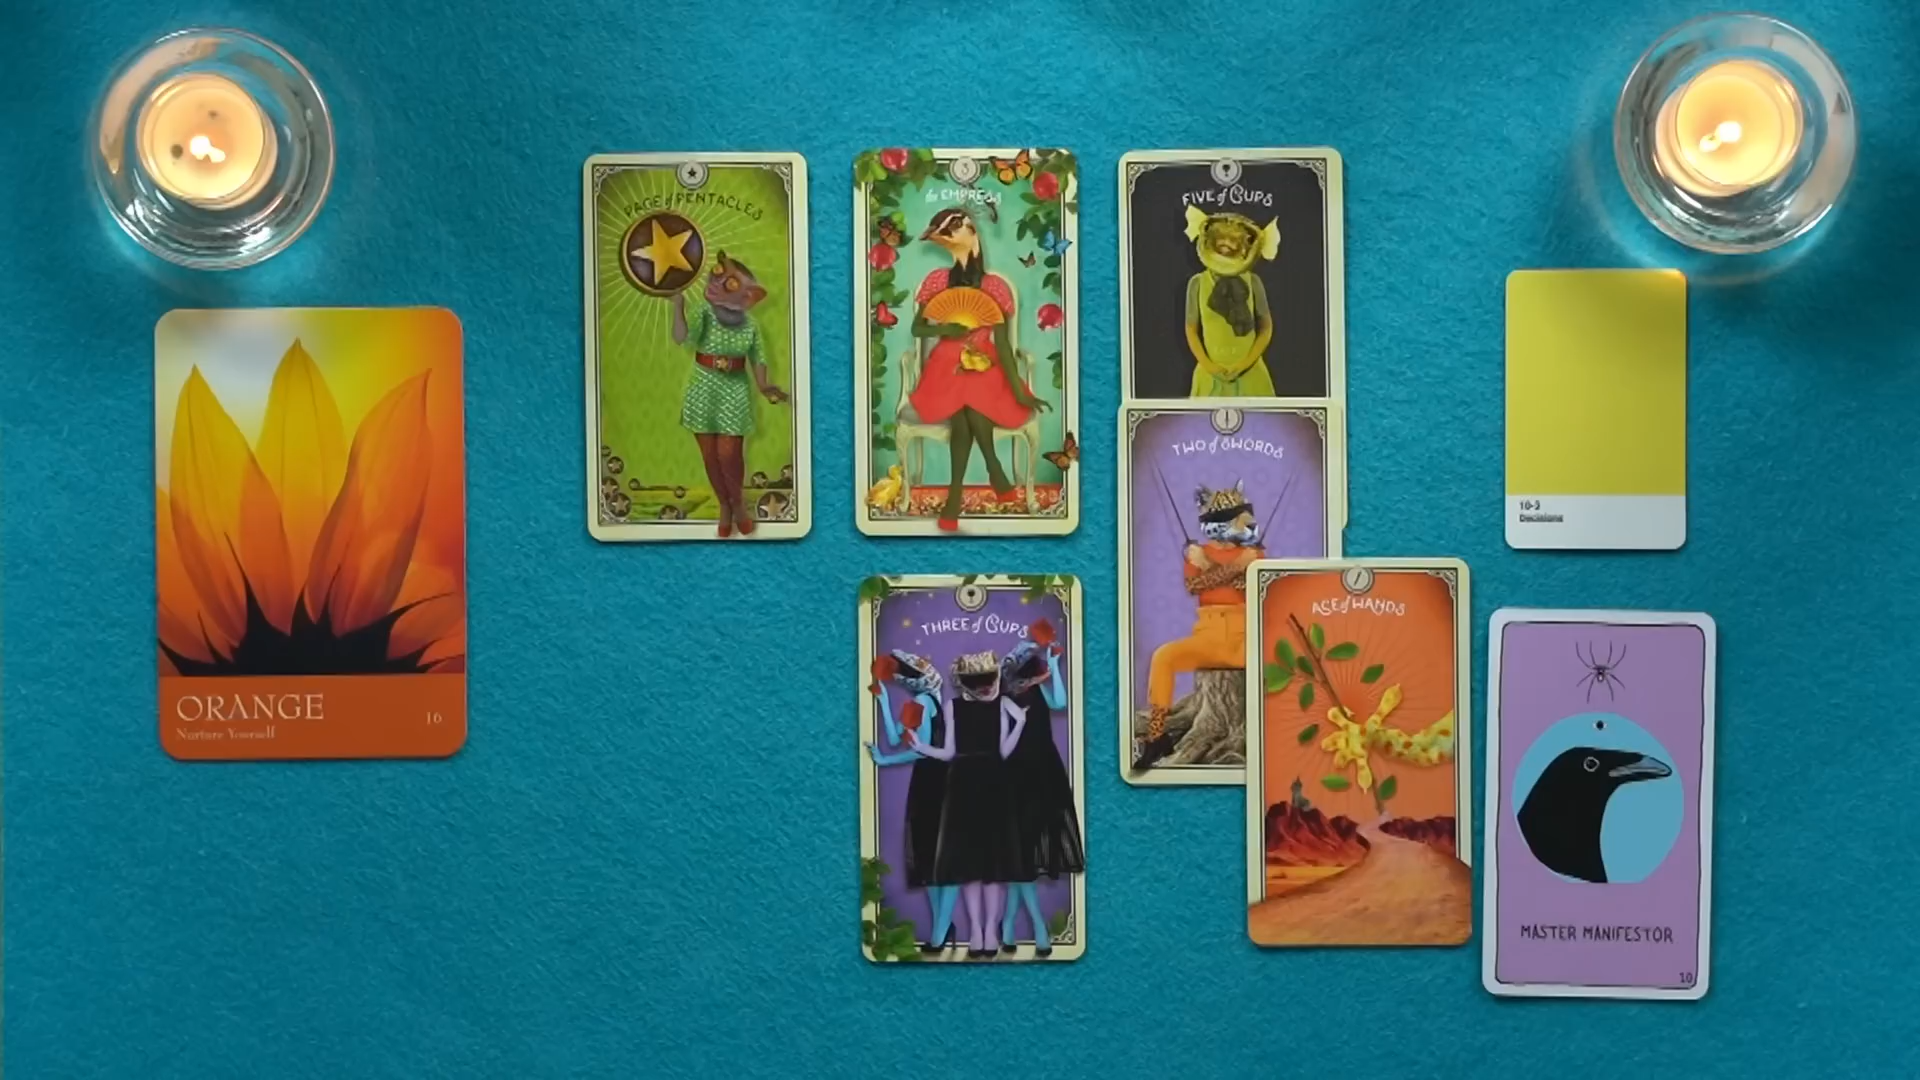 PAGE of PENTACLES
3
the EMPRESS
FIVE of CUPS
TWO of SWORDS
10-3
Decisions
ORANGE
16
Nurture Yourself
THREE of CUPS
ACE of WANDS
MASTER MANIFESTOR
10